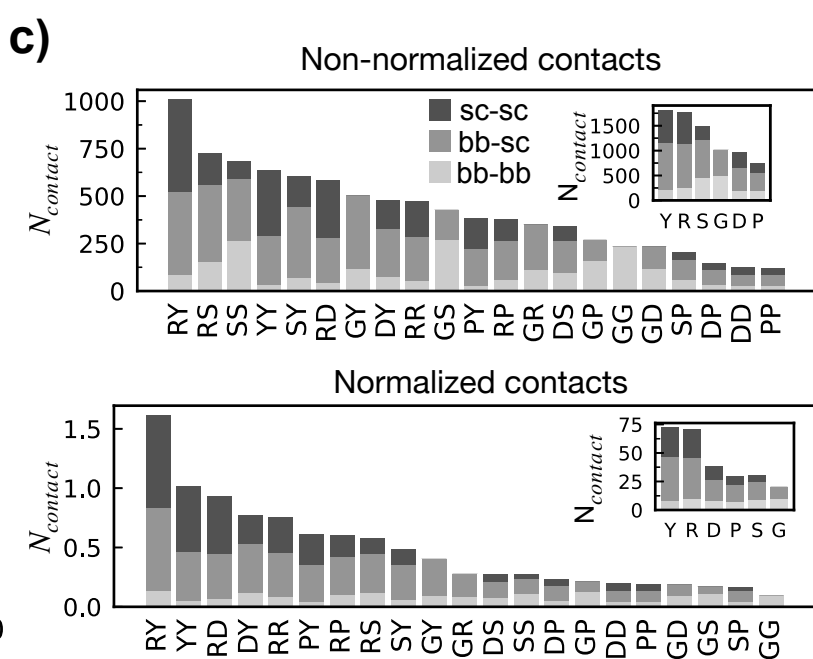 c)
Non-normalized contacts
1000
750
500
250
0
N_contact
sc-sc
bb-sc
bb-bb
N_contact
1500
1000
500
0
Y R S G D P
RY RS SS YY SY RD GY DY RR GS PY RP GR DS GP GG GD SP DP DD PP
Normalized contacts
1.5
1.0
0.5
0.0
N_contact
N_contact
75
50
25
0
Y R D P S G
RY YY RD DY RR PY RP RS SY GY GR DS SS DP GP DD PP GD GS SP GG